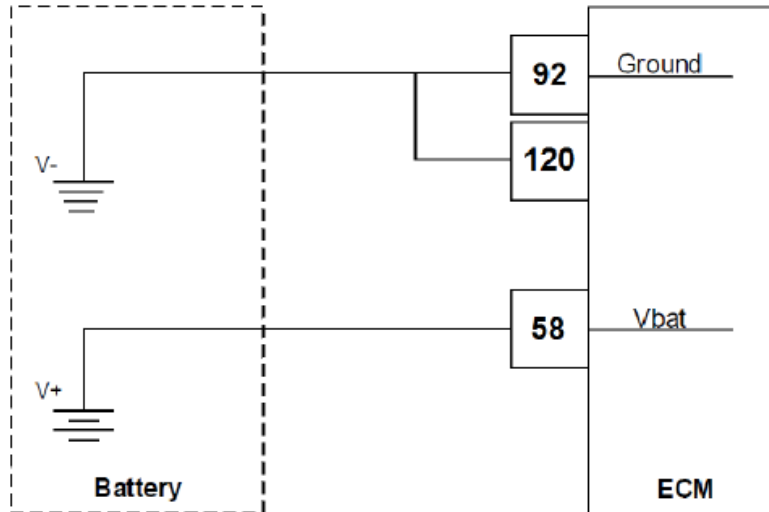 92
Ground
120
V-
58
Vbat
V+
Battery
ECM